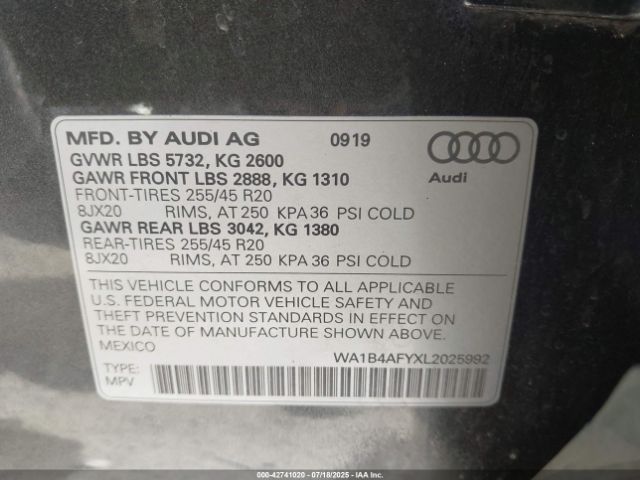 MFD. BY AUDI AG 0919
GVWR LBS 5732, KG 2600
GAWR FRONT LBS 2888, KG 1310
FRONT-TIRES 255/45 R20
8JX20 RIMS, AT 250 KPA 36 PSI COLD
GAWR REAR LBS 3042, KG 1380
REAR-TIRES 255/45 R20
8JX20 RIMS, AT 250 KPA 36 PSI COLD
Audi
THIS VEHICLE CONFORMS TO ALL APPLICABLE
U.S. FEDERAL MOTOR VEHICLE SAFETY AND
THEFT PREVENTION STANDARDS IN EFFECT ON
THE DATE OF MANUFACTURE SHOWN ABOVE.
MEXICO
WA1B4AFYXL2025992
TYPE:
MPV
000-42741020 07/18/2025 IAAI.CA